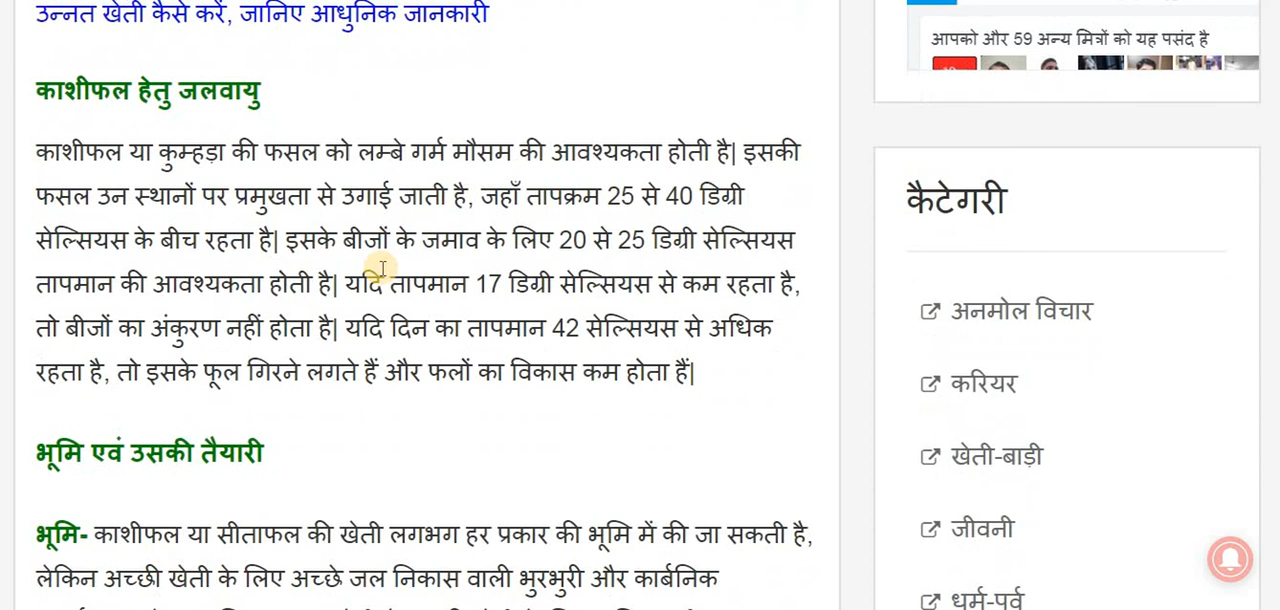 उन्नत खेती कैसे करें, जानिए आधुनिक जानकारी
काशीफल हेतु जलवायु
काशीफल या कुम्हड़ा की फसल को लम्बे गर्म मौसम की आवश्यकता होती है| इसकी
फसल उन स्थानों पर प्रमुखता से उगाई जाती है, जहाँ तापक्रम 25 से 40 डिग्री
सेल्सियस के बीच रहता है| इसके बीजों के जमाव के लिए 20 से 25 डिग्री सेल्सियस
तापमान की आवश्यकता होती है| यदि तापमान 17 डिग्री सेल्सियस से कम रहता है,
तो बीजों का अंकुरण नहीं होता है| यदि दिन का तापमान 42 सेल्सियस से अधिक
रहता है, तो इसके फूल गिरने लगते हैं और फलों का विकास कम होता हैं|
भूमि एवं उसकी तैयारी
भूमि- काशीफल या सीताफल की खेती लगभग हर प्रकार की भूमि में की जा सकती है,
लेकिन अच्छी खेती के लिए अच्छे जल निकास वाली भुरभुरी और कार्बनिक
आपको और 59 अन्य मित्रों को यह पसंद है
कैटेगरी
अनमोल विचार
करियर
खेती-बाड़ी
जीवनी
धर्म-पर्व